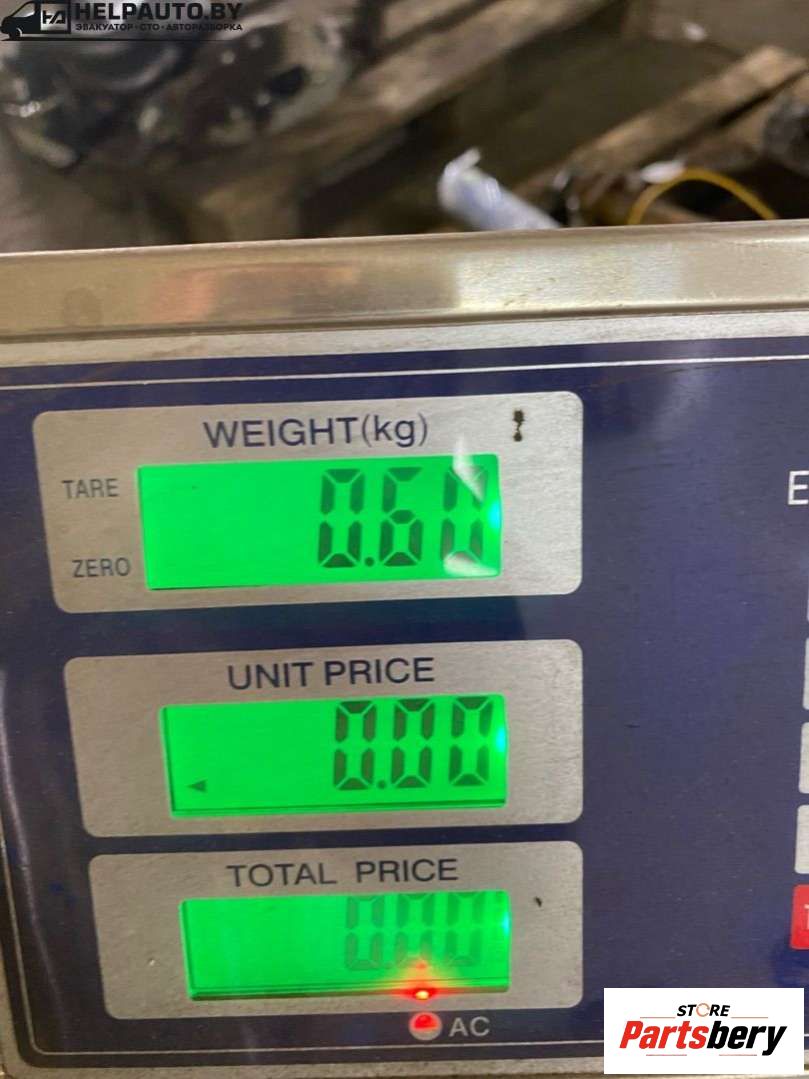 HELPAUTO.BY
ЭВАКУАТОР • СТО • АВТОРАЗБОРКА
WEIGHT(kg)
TARE
0.60
ZERO
E
UNIT PRICE
0.00
TOTAL PRICE
0.00
AC
STORE
Partsbery